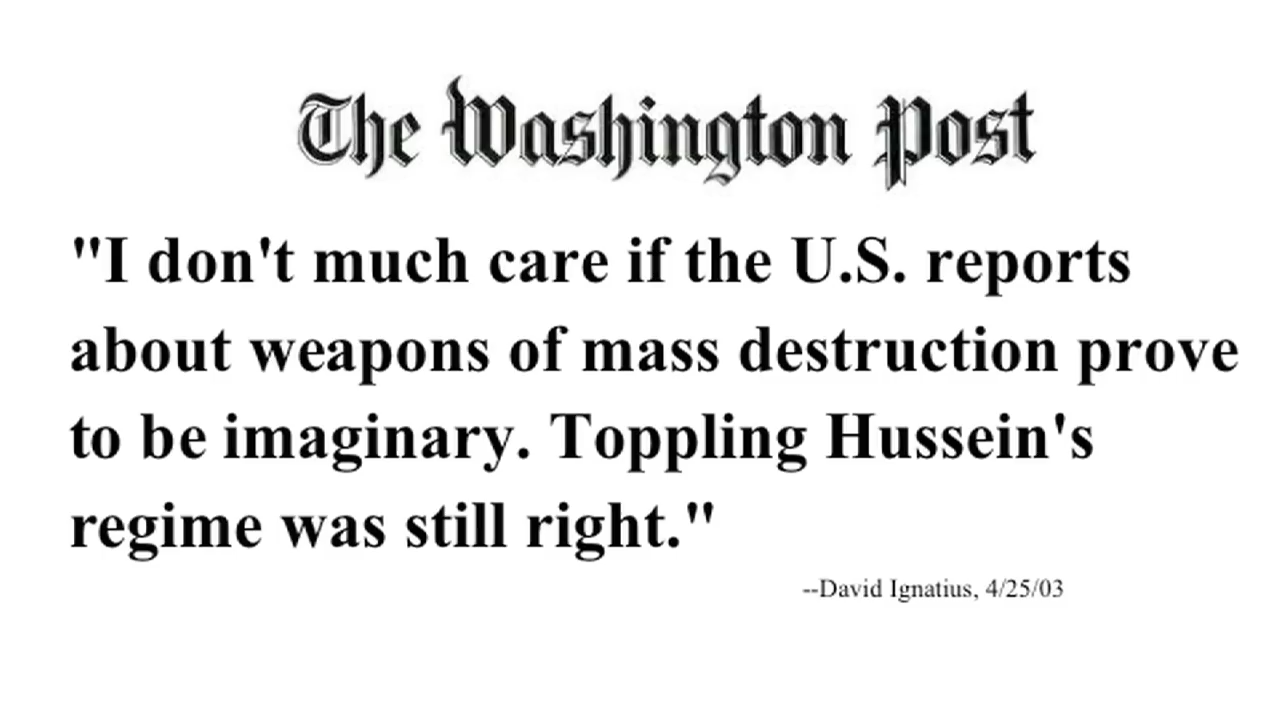 The Washington Post
"I don't much care if the U.S. reports
about weapons of mass destruction prove
to be imaginary. Toppling Hussein's
regime was still right."
--David Ignatius, 4/25/03